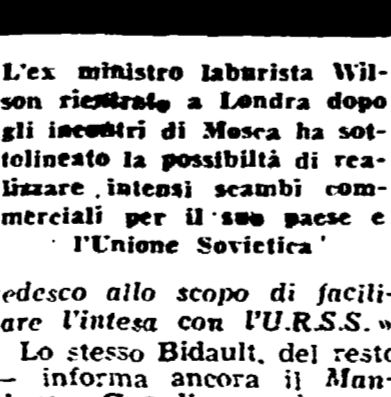 L'ex ministro laburista Wil-
son rientrato a Londra dopo
gli incontri di Mosca ha sot-
tolineato la possibiltà di rea-
lizzare intensi scambi com-
merciali per il suo paese e
l'Unione Sovietica'
edesco allo scopo di facili-
are l'intesa con l'U.R.S.S. »
Lo stesso Bidault, del resto
— informa ancora il Man-